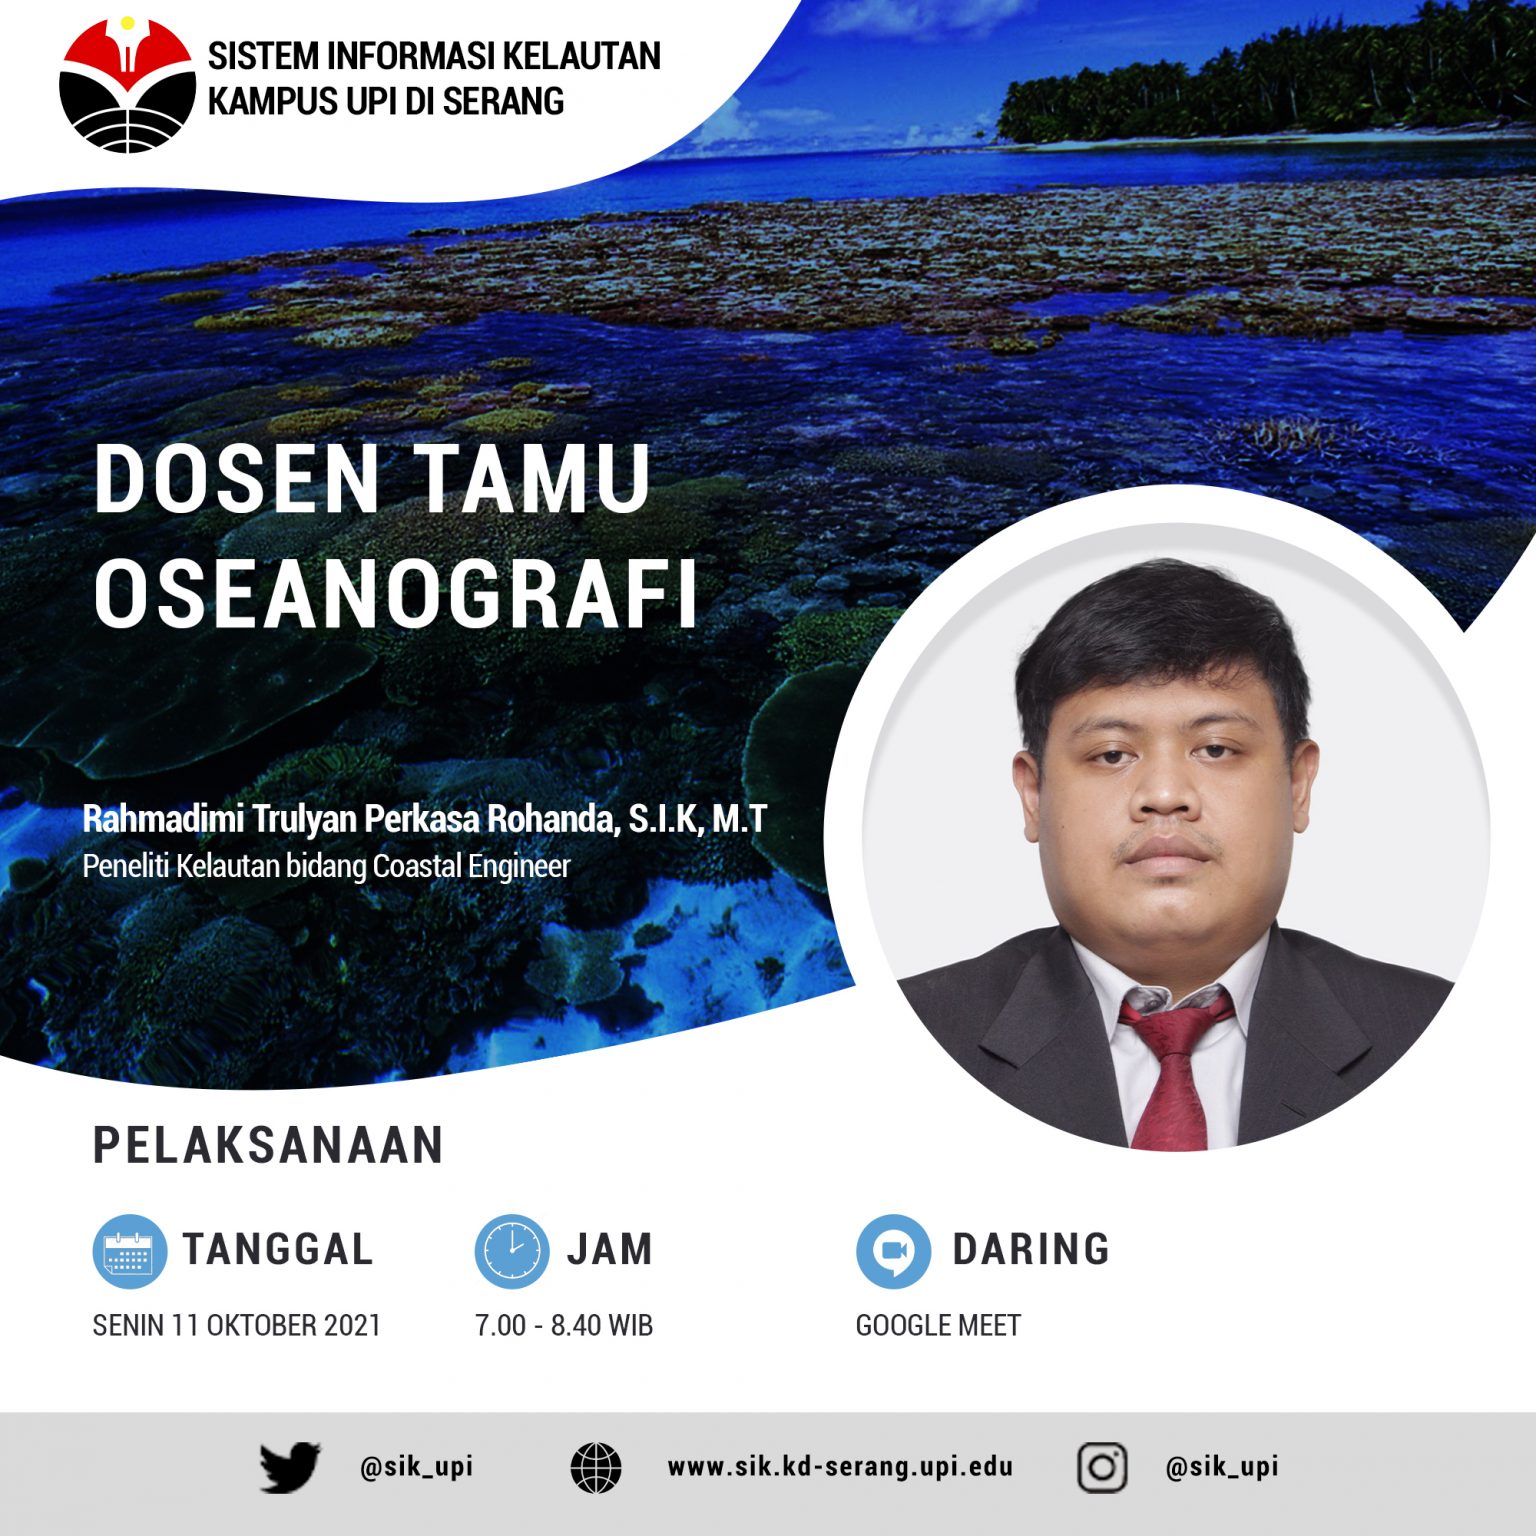 SISTEM INFORMASI KELAUTAN
KAMPUS UPI DI SERANG
DOSEN TAMU
OSEANOGRAFI
Rahmadimi Trulyan Perkasa Rohanda, S.I.K, M.T
Peneliti Kelautan bidang Coastal Engineer
PELAKSANAAN
TANGGAL
SENIN 11 OKTOBER 2021
JAM
7.00 - 8.40 WIB
DARING
GOOGLE MEET
@sik_upi
www.sik.kd-serang.upi.edu
@sik_upi